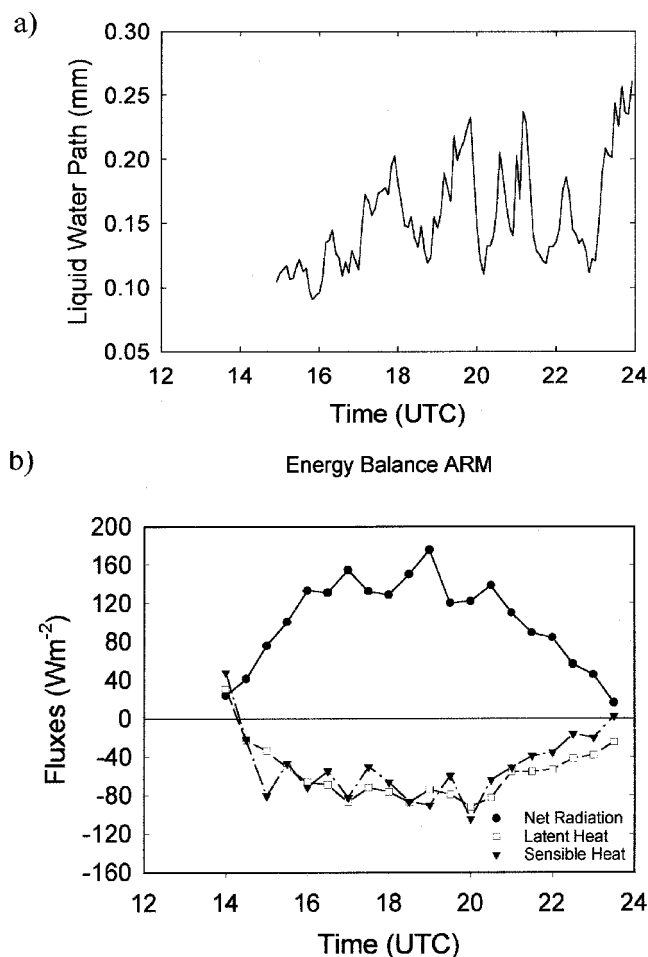 a)
0.30
0.25
0.20
0.15
0.10
0.05
Liquid Water Path (mm)
12 14 16 18 20 22 24
Time (UTC)
b)
Energy Balance ARM
200
160
120
80
40
0
-40
-80
-120
-160
Fluxes (Wm⁻²)
Net Radiation
Latent Heat
Sensible Heat
12 14 16 18 20 22 24
Time (UTC)